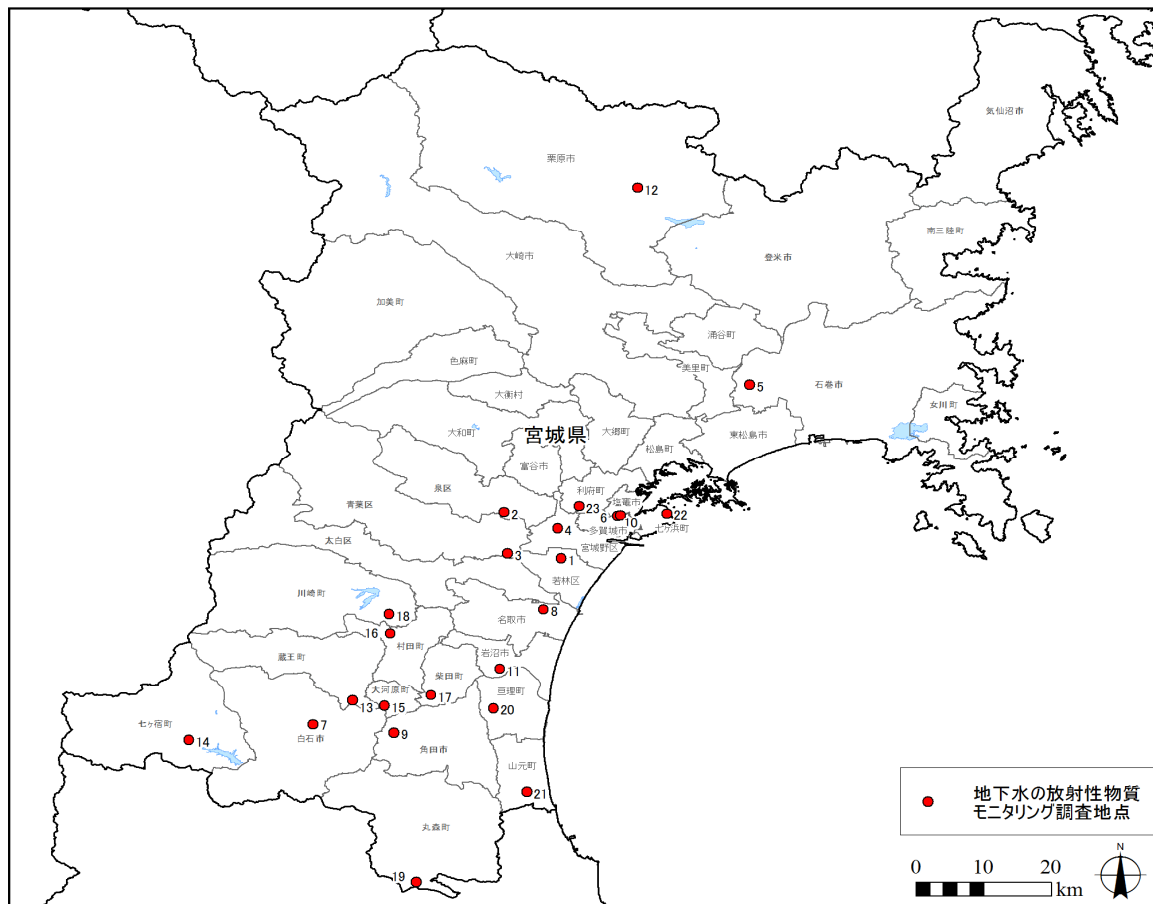 気仙沼市
栗原市
12
南三陸町
大崎市
登米市
加美町
涌谷町
色麻町
美里町
5
石巻市
大衡村
女川町
大和町
宮城県
大郷町
東松島市
松島町
富谷市
泉区
利府町
青葉区
2
23
塩竈市
6
10
22
4
多賀城市
七ヶ浜町
太白区
宮城野区
3
1
若林区
川崎町
18
8
名取市
16
村田町
蔵王町
岩沼市
11
柴田町
大河原町
17
亘理町
13
15
20
七ヶ宿町
7
14
白石市
9
角田市
山元町
21
丸森町
19
地下水の放射性物質
モニタリング調査地点
N
0 10 20
km